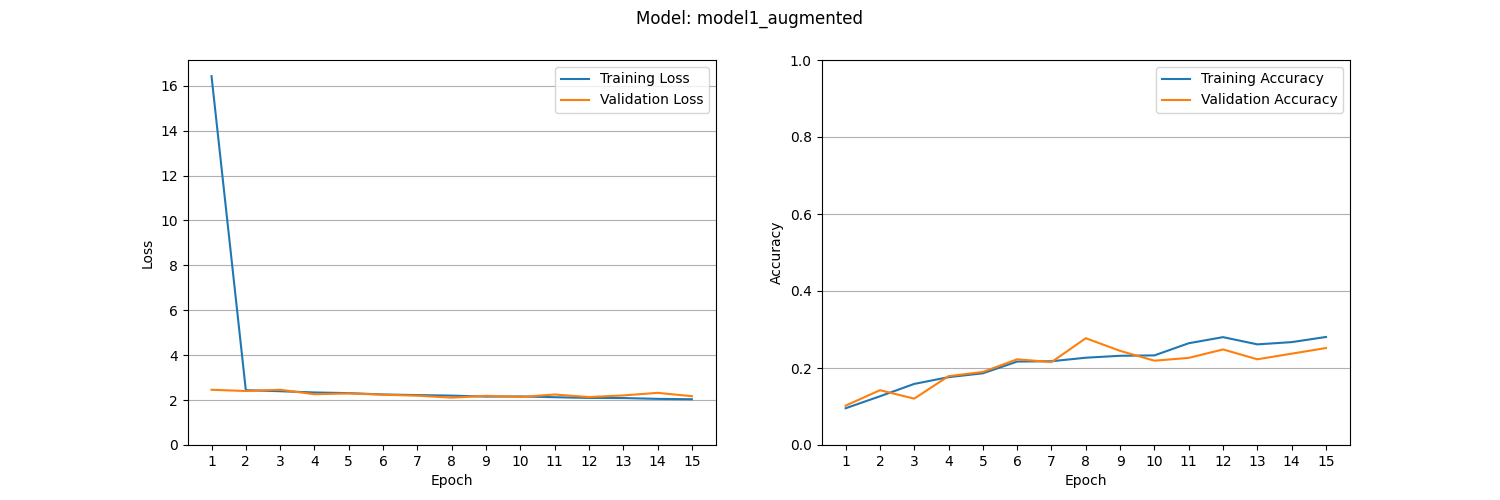 Model: model1_augmented
Training Loss
Validation Loss
16
14
12
10
8
6
4
2
0
Loss
1 2 3 4 5 6 7 8 9 10 11 12 13 14 15
Epoch
Training Accuracy
Validation Accuracy
1.0
0.8
0.6
0.4
0.2
0.0
Accuracy
1 2 3 4 5 6 7 8 9 10 11 12 13 14 15
Epoch